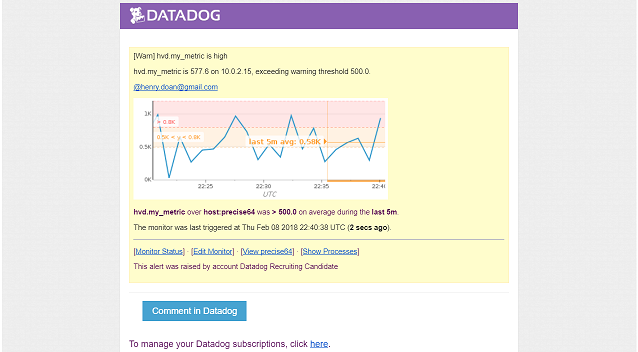 DATADOG
[Warn] hvd.my_metric is high
hvd.my_metric is 577.6 on 10.0.2.15, exceeding warning threshold 500.0.
@henry.doan@gmail.com
1K
> 0.8K
0.5K < y < 0.8K
last 5m avg: 0.58K
0.5K
0K
22:25 22:30 22:35 22:4
UTC
hvd.my_metric over host:precise64 was > 500.0 on average during the last 5m.
The monitor was last triggered at Thu Feb 08 2018 22:40:38 UTC (2 secs ago).
[Monitor Status] · [Edit Monitor] · [View precise64] · [Show Processes]
This alert was raised by account Datadog Recruiting Candidate
Comment in Datadog
To manage your Datadog subscriptions, click here.